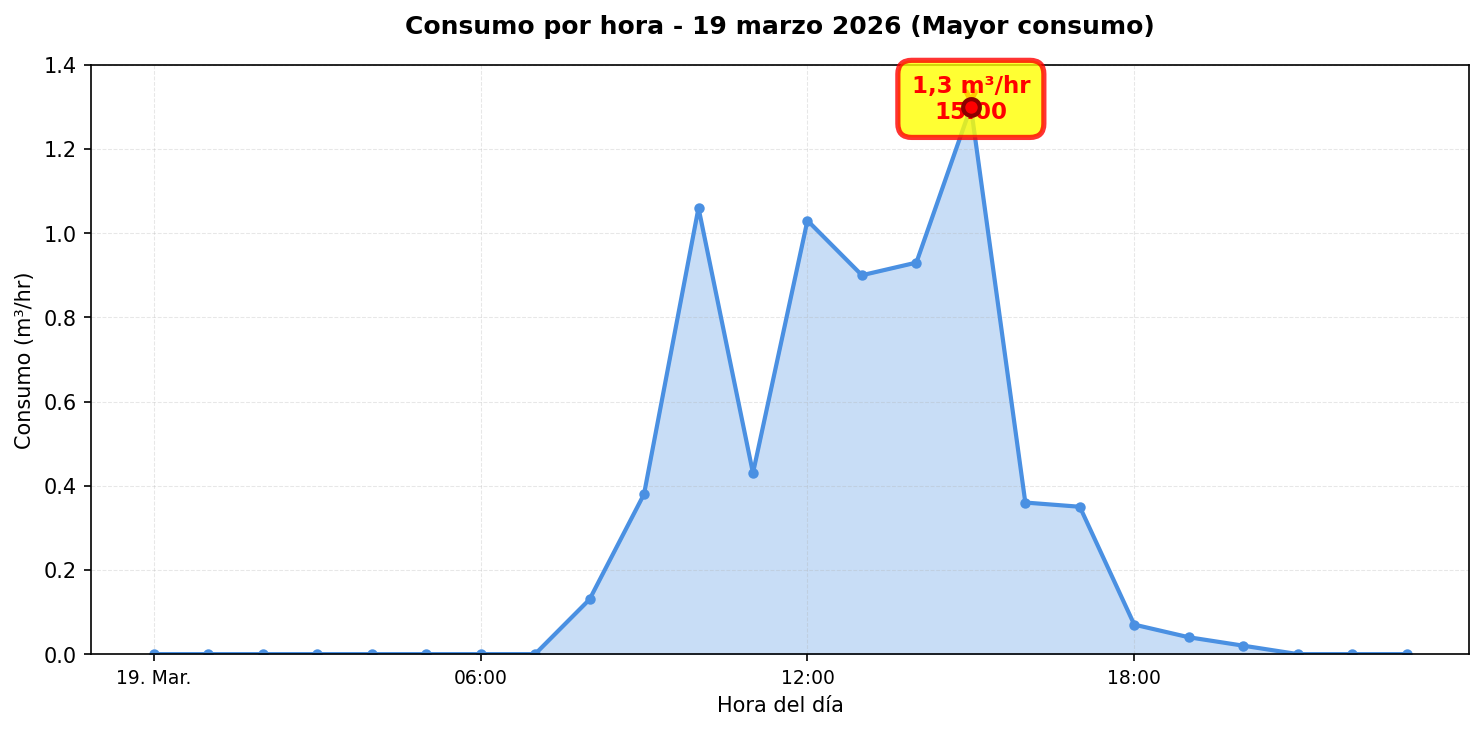 Consumo por hora - 19 marzo 2026 (Mayor consumo)
1,3 m³/hr
15:00
1.4
1.2
1.0
0.8
0.6
0.4
0.2
0.0
Consumo (m³/hr)
19. Mar.
06:00
12:00
18:00
Hora del día